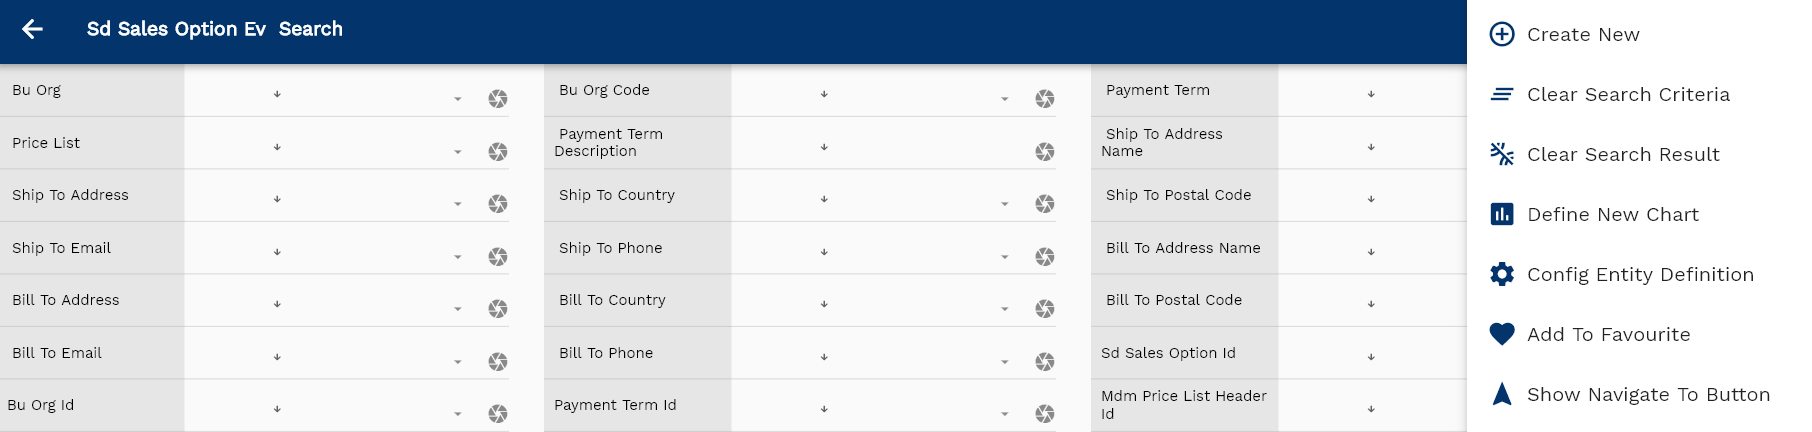 Sd Sales Option Ev  Search
Bu Org
Bu Org Code
Payment Term
Price List
Payment Term
Description
Ship To Address
Name
Ship To Address
Ship To Country
Ship To Postal Code
Ship To Email
Ship To Phone
Bill To Address Name
Bill To Address
Bill To Country
Bill To Postal Code
Bill To Email
Bill To Phone
Sd Sales Option Id
Bu Org Id
Payment Term Id
Mdm Price List Header
Id
Create New
Clear Search Criteria
Clear Search Result
Define New Chart
Config Entity Definition
Add To Favourite
Show Navigate To Button